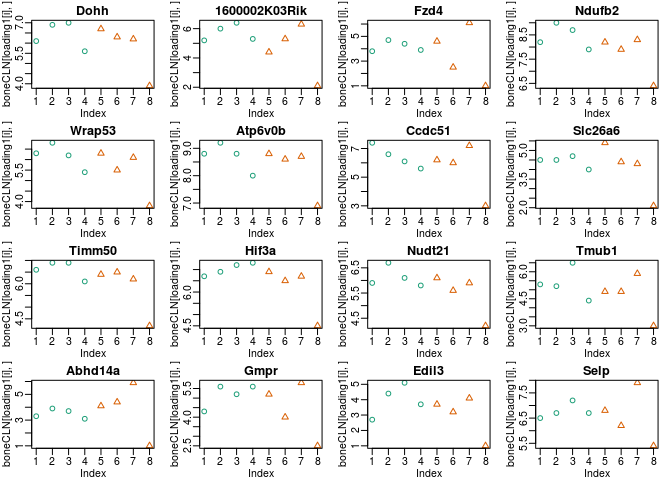 Dohh
1600002K03Rik
Fzd4
Ndufb2
boneCLN[loading1[i], ]
4.0 5.5 7.0
1 2 3 4 5 6 7 8
Index
boneCLN[loading1[i], ]
2 4 6
1 2 3 4 5 6 7 8
Index
boneCLN[loading1[i], ]
1 3 5
1 2 3 4 5 6 7 8
Index
boneCLN[loading1[i], ]
6.5 7.5 8.5
1 2 3 4 5 6 7 8
Index
Wrap53
Atp6v0b
Ccdc51
Slc26a6
boneCLN[loading1[i], ]
4.0 5.5
1 2 3 4 5 6 7 8
Index
boneCLN[loading1[i], ]
7.0 8.0 9.0
1 2 3 4 5 6 7 8
Index
boneCLN[loading1[i], ]
3 5 7
1 2 3 4 5 6 7 8
Index
boneCLN[loading1[i], ]
2.0 3.0 4.0 5.0
1 2 3 4 5 6 7 8
Index
Timm50
Hif3a
Nudt21
Tmub1
boneCLN[loading1[i], ]
4.5 6.0
1 2 3 4 5 6 7 8
Index
boneCLN[loading1[i], ]
4.5 6.0
1 2 3 4 5 6 7 8
Index
boneCLN[loading1[i], ]
4.5 5.5 6.5
1 2 3 4 5 6 7 8
Index
boneCLN[loading1[i], ]
3.0 4.0 5.0 6.0
1 2 3 4 5 6 7 8
Index
Abhd14a
Gmpr
Edil3
Selp
boneCLN[loading1[i], ]
1 3 5
1 2 3 4 5 6 7 8
Index
boneCLN[loading1[i], ]
2.5 4.0 5.5
1 2 3 4 5 6 7 8
Index
boneCLN[loading1[i], ]
1 3 4 5
1 2 3 4 5 6 7 8
Index
boneCLN[loading1[i], ]
5.5 6.5 7.5
1 2 3 4 5 6 7 8
Index